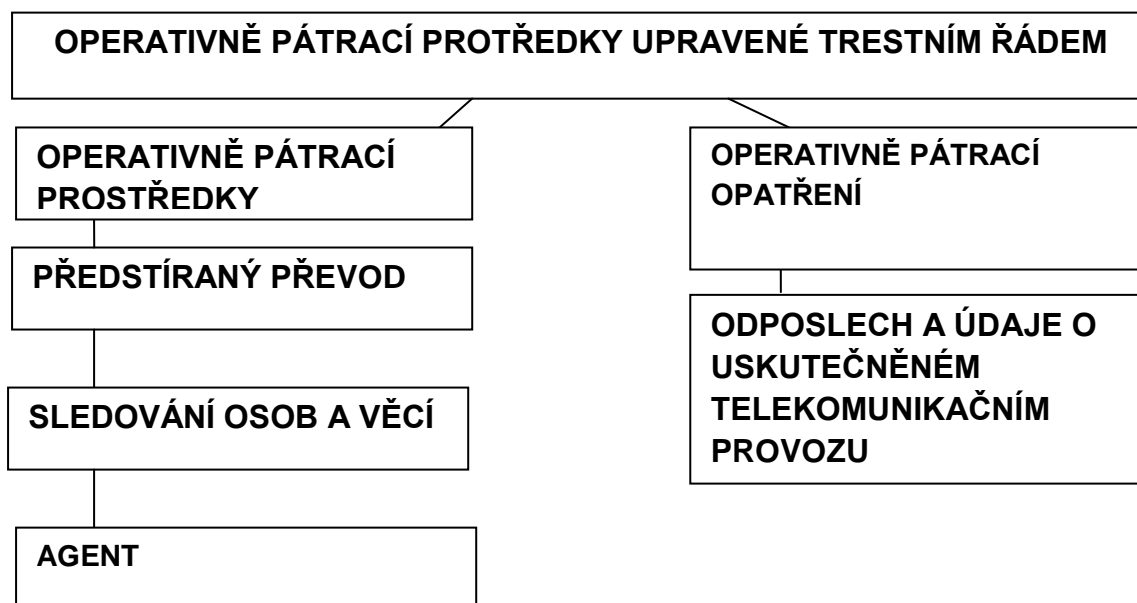 OPERATIVNĚ PÁTRACÍ PROTŘEDKY UPRAVENÉ TRESTNÍM ŘÁDEM
OPERATIVNĚ PÁTRACÍ
PROSTŘEDKY
PŘEDSTÍRANÝ PŘEVOD
SLEDOVÁNÍ OSOB A VĚCÍ
AGENT
OPERATIVNĚ PÁTRACÍ
OPATŘENÍ
ODPOSLECH A ÚDAJE O
USKUTEČNĚNÉM
TELEKOMUNIKAČNÍM
PROVOZU